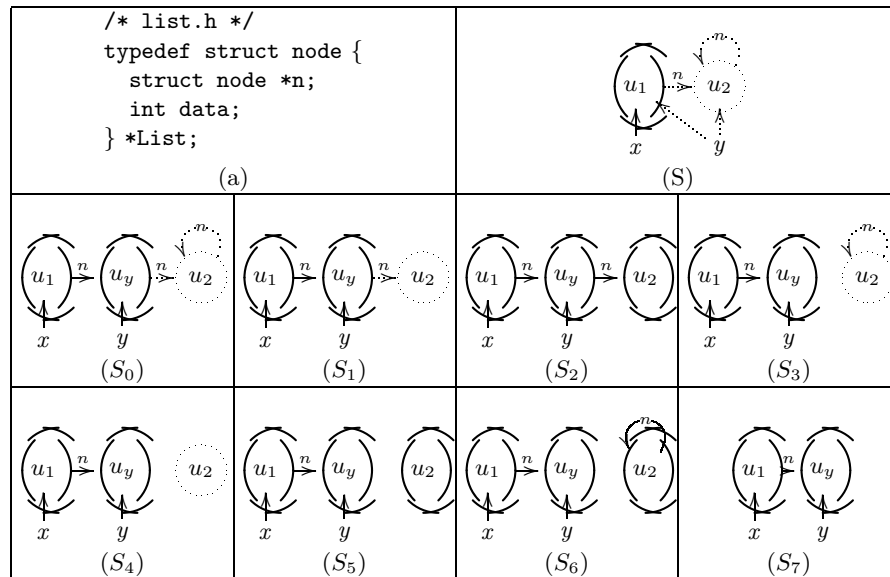 /* list.h */
typedef struct node {
struct node *n;
int data;
} *List;
(a)
n
u1 n u2
x y
(S)
n
u1 n uy n u2
x y
(S0)
u1 n uy n u2
x y
(S1)
u1 n uy n u2
x y
(S2)
n
u1 n uy u2
x y
(S3)
u1 n uy u2
x y
(S4)
u1 n uy u2
x y
(S5)
n
u1 n uy u2
x y
(S6)
u1 n uy
x y
(S7)